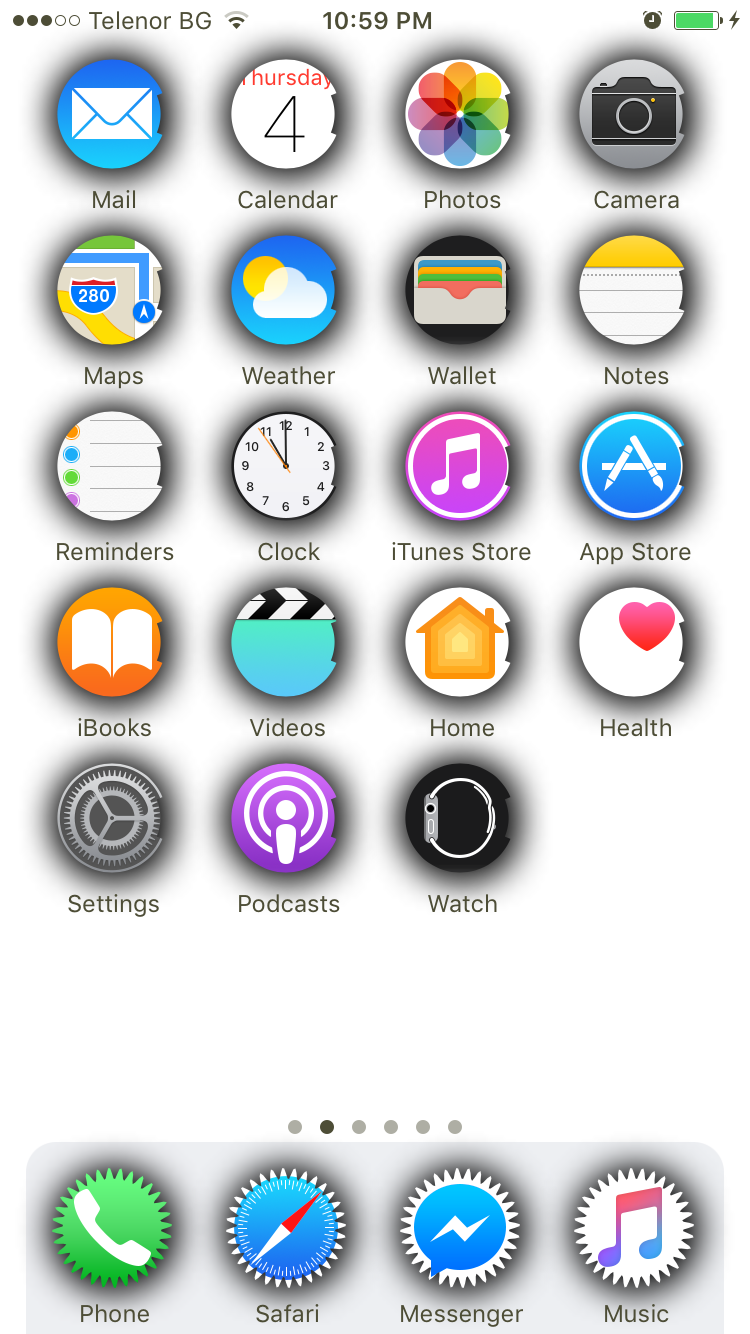 Telenor BG 10:59 PM
Thursday
4
Mail Calendar Photos Camera
280
Maps Weather Wallet Notes
11 12 1
10 2
9 3
8 4
7 6 5
Reminders Clock iTunes Store App Store
iBooks Videos Home Health
Settings Podcasts Watch
Phone Safari Messenger Music